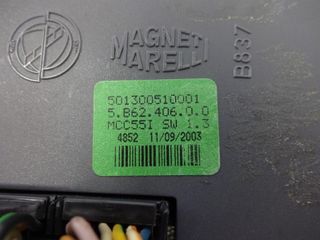 MAGNETI
MARELLI
B837
501300510001
5.B62.406.0.0
MCC55I SW 1.3
4852 11/09/2003